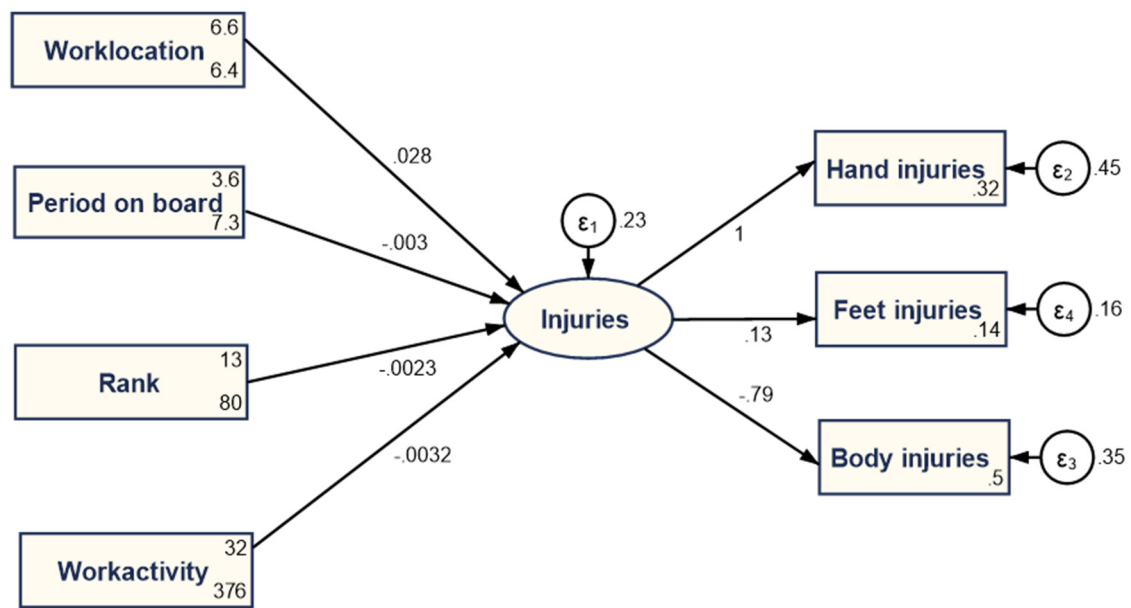 6.6
Worklocation
6.4
.028
3.6
Period on board
7.3
-.003
13
Rank
80
-.0023
32
Workactivity
376
-.0032
ε1
.23
Injuries
1
.13
-.79
Hand injuries
.32
ε2
.45
Feet injuries
.14
ε4
.16
Body injuries
.5
ε3
.35